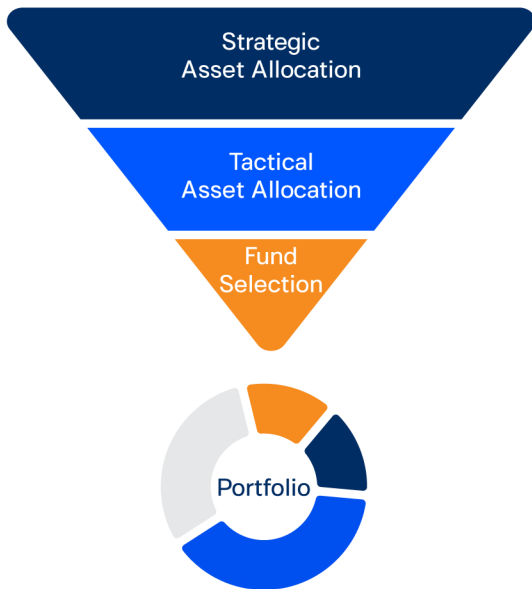 Strategic
Asset Allocation
Tactical
Asset Allocation
Fund
Selection
Portfolio